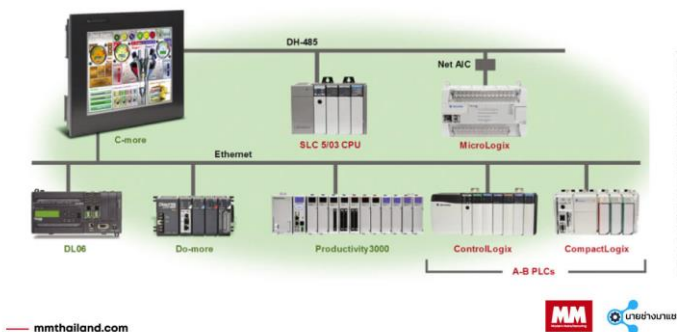 DH-485
Net AIC
C-more
SLC 5/03 CPU
MicroLogix
Ethernet
DL06
Do-more
Productivity3000
ControlLogix
CompactLogix
A-B PLCs
mmthailand.com
MM
นายช่างมาแชร์